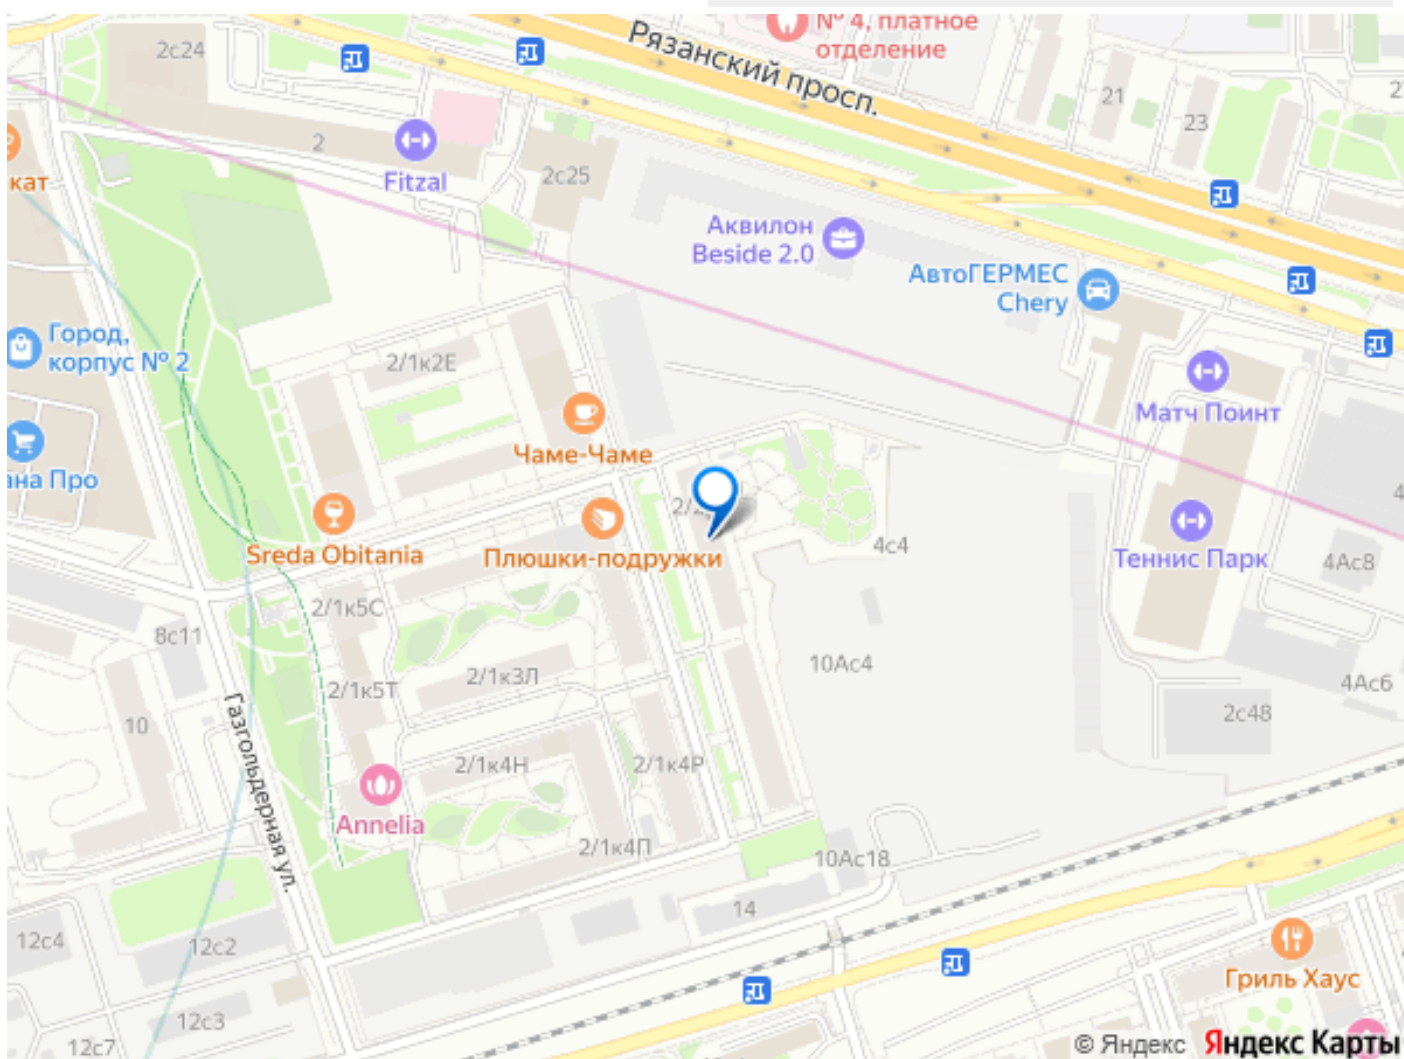 № 4, платное
отделение
Рязанский просп.
2с24
21
23
2
Fitzal
2с25
кат
Аквилон
Beside 2.0
АвтоГЕРМЕС
Chery
Город,
корпус № 2
2/1к2Е
Матч Поинт
Чаме-Чаме
ана Про
Sreda Obitania
Плюшки-подружки
4с4
Теннис Парк
4Ас8
2/1к5С
8с11
10Ас4
2/1к3Л
2/1к5Т
4Ас6
2с48
10
Газгольдерная ул.
2/1к4Н
2/1к4Р
Annelia
2/1к4П
10Ас18
14
12с4
12с2
Гриль Хаус
12с3
12с7
© Яндекс Яндекс Карты